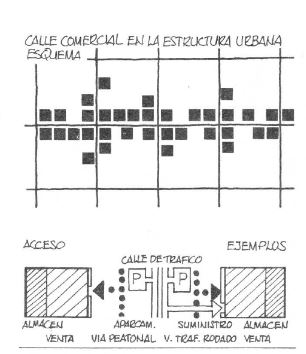 CALLE COMERCIAL EN LA ESTRUCTURA URBANA
ESQUEMA
ACCESO
EJEMPLOS
CALLE DE TRAFICO
P P
ALMACEN APARCAM. SUMINISTRO ALMACEN
VENTA VIA PEATONAL V. TRAF. RODADO VENTA